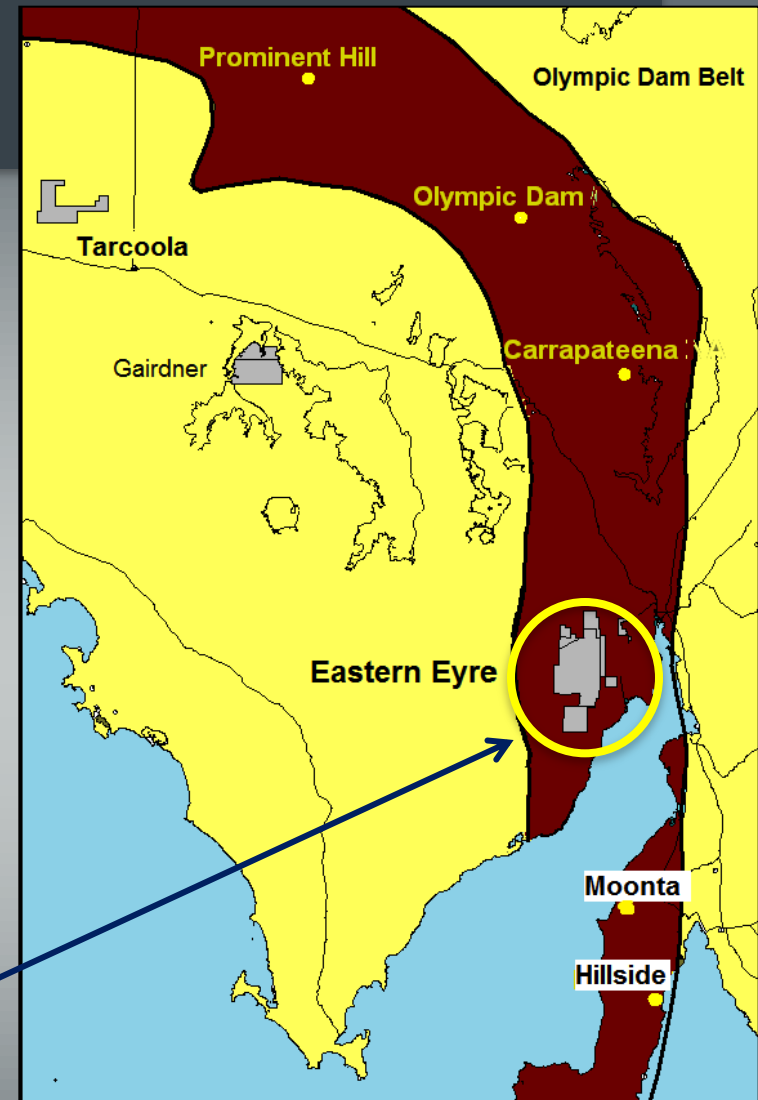 Prominent Hill
Olympic Dam Belt
Olympic Dam
Tarcoola
Carrapateena
Gairdner
Eastern Eyre
Moonta
Hillside